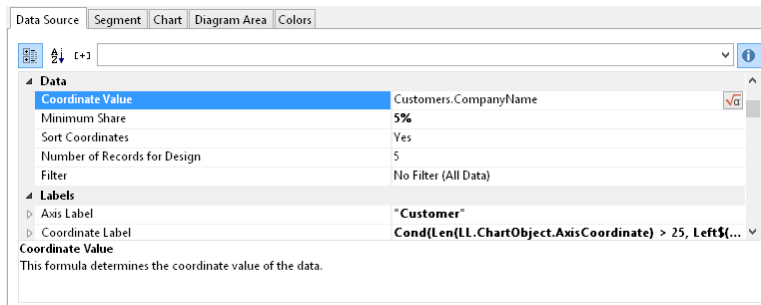 Data Source Segment Chart Diagram Area Colors
A Z [+] i
Data
Coordinate Value Customers.CompanyName √α
Minimum Share 5%
Sort Coordinates Yes
Number of Records for Design 5
Filter No Filter (All Data)
Labels
Axis Label "Customer"
Coordinate Label Cond(Len(LL.ChartObject.AxisCoordinate) > 25, Left$(...
Coordinate Value
This formula determines the coordinate value of the data.